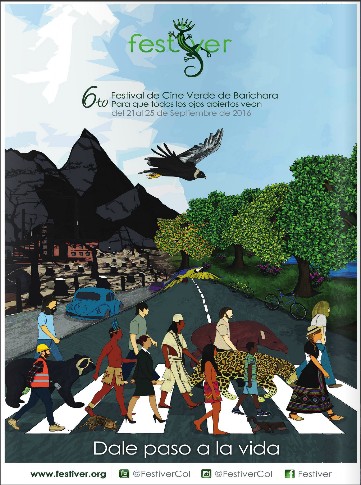 festiver
6to Festival de Cine Verde de Barichara
Para que todos los ojos abiertos vean
del 21 al 25 de Septiembre de 2016
Dale paso a la vida
www.festiver.org @FestiverCol @FestiverCol Festiver